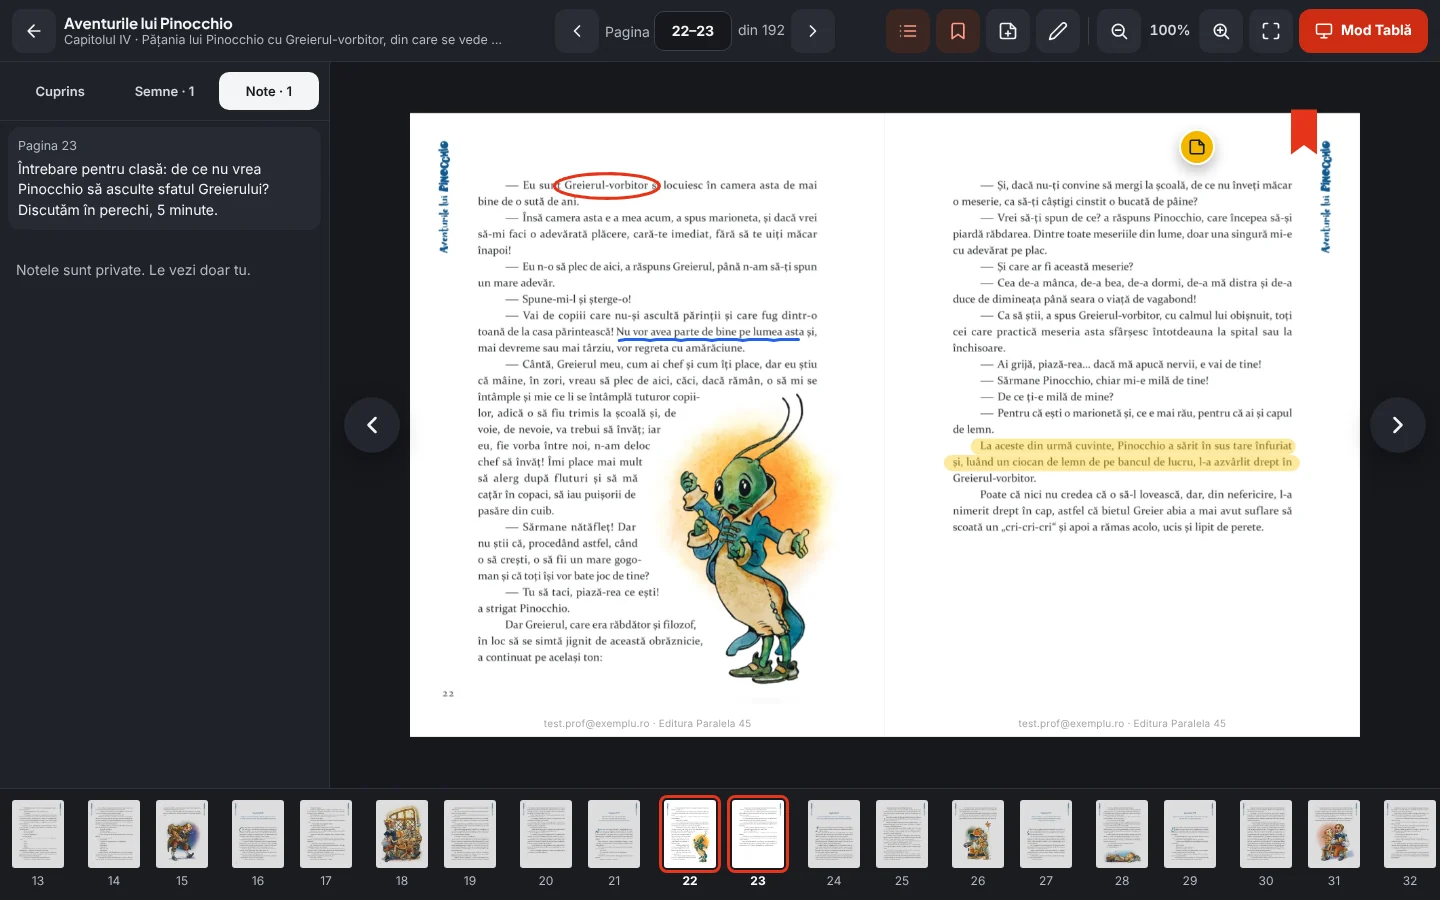 Aventurile lui Pinocchio
Capitolul IV · Pățania lui Pinocchio cu Greierul-vorbitor, din care se vede ...
Pagina 22–23 din 192
100%
Mod Tablă
Cuprins
Semne · 1
Note · 1
Pagina 23
Întrebare pentru clasă: de ce nu vrea
Pinocchio să asculte sfatul Greierului?
Discutăm în perechi, 5 minute.
Notele sunt private. Le vezi doar tu.
Aventurile lui PINOCCHIO
— Eu sunt Greierul-vorbitor și locuiesc în camera asta de mai
bine de o sută de ani.
— Însă camera asta e a mea acum, a spus marioneta, și dacă vrei
să-mi faci o adevărată plăcere, cară-te imediat, fără să te uiți măcar
înapoi!
— Eu n-o să plec de aici, a răspuns Greierul, până n-am să-ți spun
un mare adevăr.
— Spune-mi-l și șterge-o!
— Vai de copiii care nu-și ascultă părinții și care fug dintr-o
toană de la casa părintească! Nu vor avea parte de bine pe lumea asta și,
mai devreme sau mai târziu, vor regreta cu amărăciune.
— Cântă, Greierul meu, cum ai chef și cum îți place, dar eu știu
că mâine, în zori, vreau să plec de aici, căci, dacă rămân, o să mi se
întâmple și mie ce li se întâmplă tuturor copii-
lor, adică o să fiu trimis la școală și, de
voie, de nevoie, va trebui să învăț; iar
eu, fie vorba între noi, n-am deloc
chef să învăț! Îmi place mai mult
să alerg după fluturi și să mă
cațăr în copaci, să iau puișorii de
pasăre din cuib.
— Sărmane nătăfleț! Dar
nu știi că, procedând astfel, când
o să crești, o să fii un mare gogo-
man și că toți își vor bate joc de tine?
— Tu să taci, piază-rea ce ești!
a strigat Pinocchio.
Dar Greierul, care era răbdător și filozof,
în loc să se simtă jignit de această obrăznicie,
a continuat pe același ton:
22
test.prof@exemplu.ro · Editura Paralela 45
Aventurile lui PINOCCHIO
— Și, dacă nu-ți convine să mergi la școală, de ce nu înveți măcar
o meserie, ca să-ți câștigi cinstit o bucată de pâine?
— Vrei să-ți spun de ce? a răspuns Pinocchio, care începea să-și
piardă răbdarea. Dintre toate meseriile din lume, doar una singură mi-e
cu adevărat pe plac.
— Și care ar fi această meserie?
— Cea de-a mânca, de-a bea, de-a dormi, de-a mă distra și de-a
duce de dimineața până seara o viață de vagabond!
— Ca să știi, a spus Greierul-vorbitor, cu calmul lui obișnuit, toți
cei care practică meseria asta sfârșesc întotdeauna la spital sau la
închisoare.
— Ai grijă, piază-rea... dacă mă apucă nervii, e vai de tine!
— Sărmane Pinocchio, chiar mi-e milă de tine!
— De ce ți-e milă de mine?
— Pentru că ești o marionetă și, ce e mai rău, pentru că ai și capul
de lemn.
La aceste din urmă cuvinte, Pinocchio a sărit în sus tare înfuriat
și, luând un ciocan de lemn de pe bancul de lucru, l-a azvârlit drept în
Greierul-vorbitor.
Poate că nici nu credea că o să-l lovească, dar, din nefericire, l-a
nimerit drept în cap, astfel că bietul Greier abia a mai avut suflare să
scoată un „cri-cri-cri“ și apoi a rămas acolo, ucis și lipit de perete.
test.prof@exemplu.ro · Editura Paralela 45
13 14 15 16 17 18 19 20 21 22 23 24 25 26 27 28 29 30 31 32